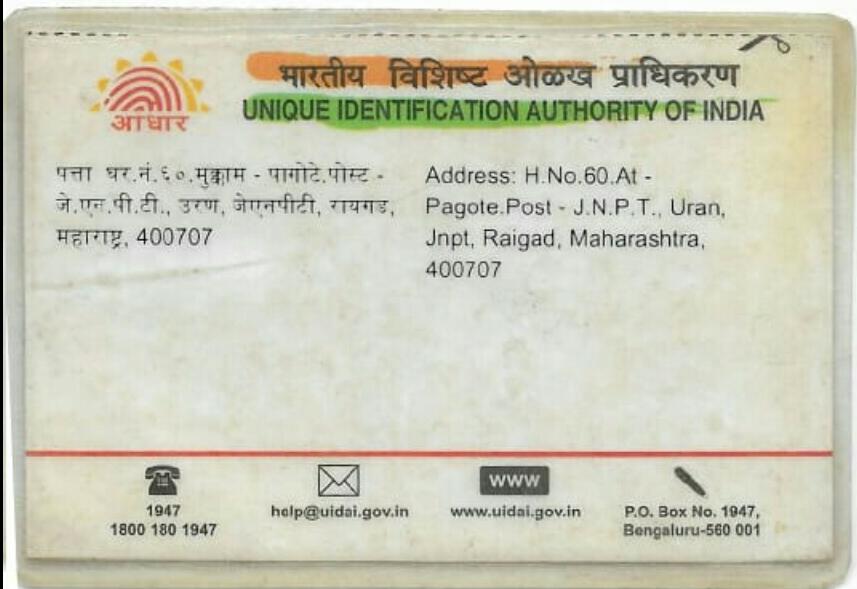 आधार
भारतीय विशिष्ट ओळख प्राधिकरण
UNIQUE IDENTIFICATION AUTHORITY OF INDIA
पत्ता घर.नं.६०.मुक्काम - पागोटे.पोस्ट -
जे.एन.पी.टी., उरण, जेएनपीटी, रायगड,
महाराष्ट्र, 400707
Address: H.No.60.At -
Pagote.Post - J.N.P.T., Uran,
Jnpt, Raigad, Maharashtra,
400707
1947
1800 180 1947
help@uidai.gov.in
www
www.uidai.gov.in
P.O. Box No. 1947,
Bengaluru-560 001